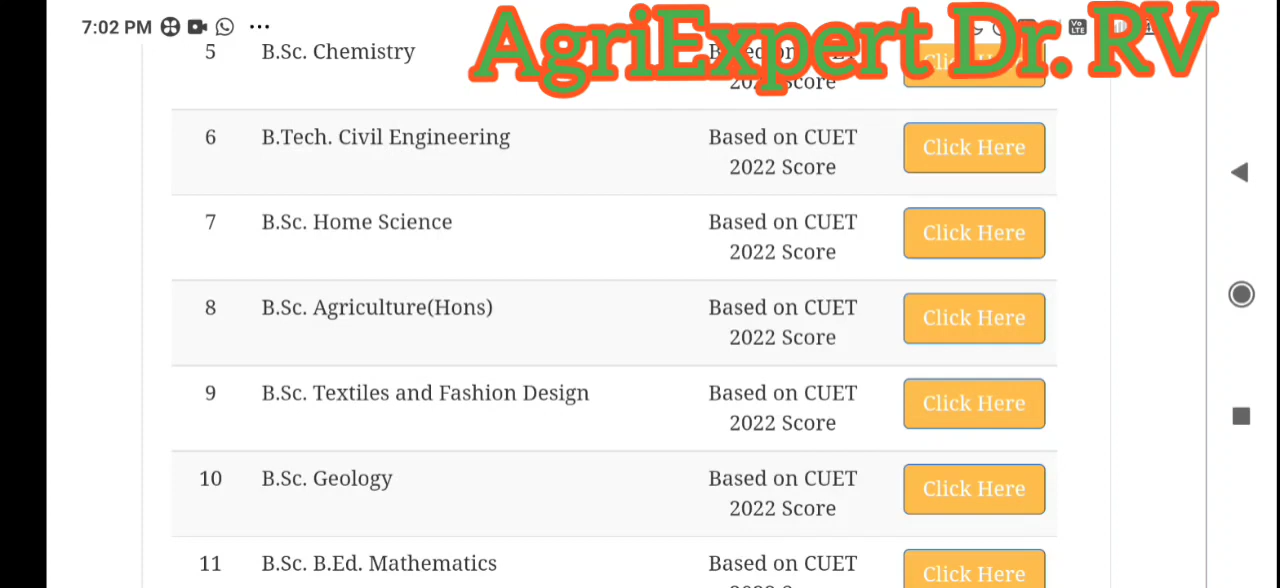 7:02 PM
AgriExpert Dr. RV
5 B.Sc. Chemistry
Score
6 B.Tech. Civil Engineering Based on CUET Click Here
2022 Score
7 B.Sc. Home Science Based on CUET Click Here
2022 Score
8 B.Sc. Agriculture(Hons) Based on CUET Click Here
2022 Score
9 B.Sc. Textiles and Fashion Design Based on CUET Click Here
2022 Score
10 B.Sc. Geology Based on CUET Click Here
2022 Score
11 B.Sc. B.Ed. Mathematics Based on CUET Click Here